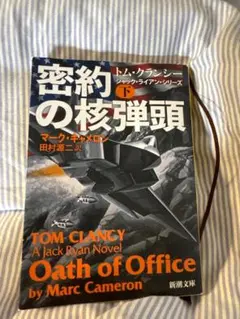 トム・クランシー
ジャック・ライアン・シリーズ
密約
下
の核弾頭
マーク・キャメロン
田村源二 訳
TOM CLANCY
A Jack Ryan Novel
Oath of Office
by Marc Cameron
新潮文庫